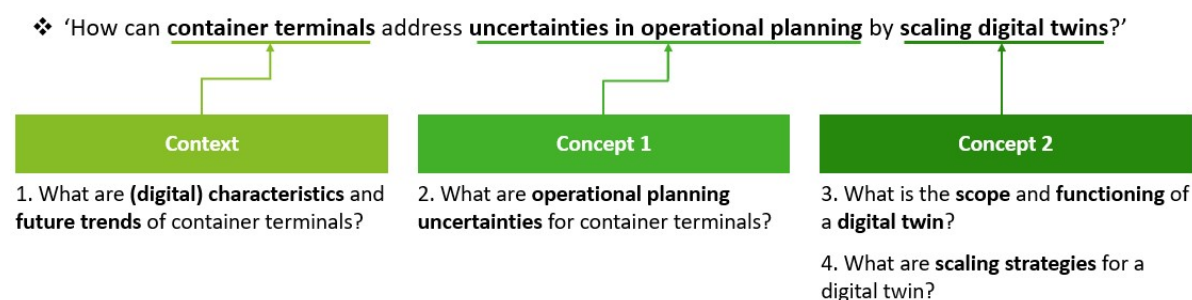 ❖ ‘How can container terminals address uncertainties in operational planning by scaling digital twins?’
Context
Concept 1
Concept 2
1. What are (digital) characteristics and
future trends of container terminals?
2. What are operational planning
uncertainties for container terminals?
3. What is the scope and functioning of
a digital twin?
4. What are scaling strategies for a
digital twin?